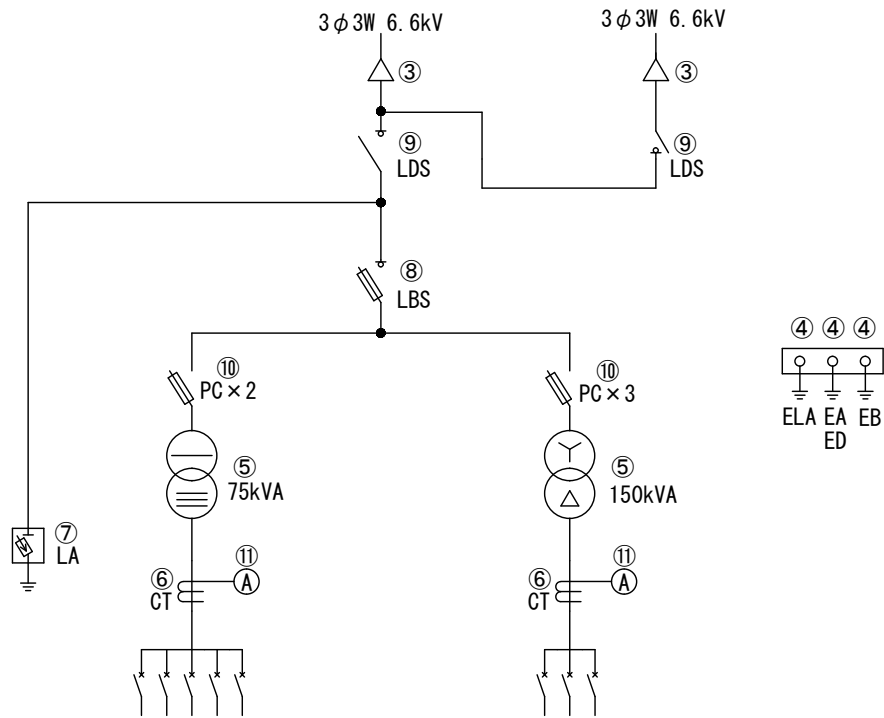 3φ3W 6.6kV
3φ3W 6.6kV
③
③
⑨
LDS
⑨
LDS
⑧
LBS
④ ④ ④
ELA EA EB
ED
⑩
PC×2
⑩
PC×3
⑤
75kVA
⑤
150kVA
⑦
LA
⑥
CT
⑪
A
⑥
CT
⑪
A